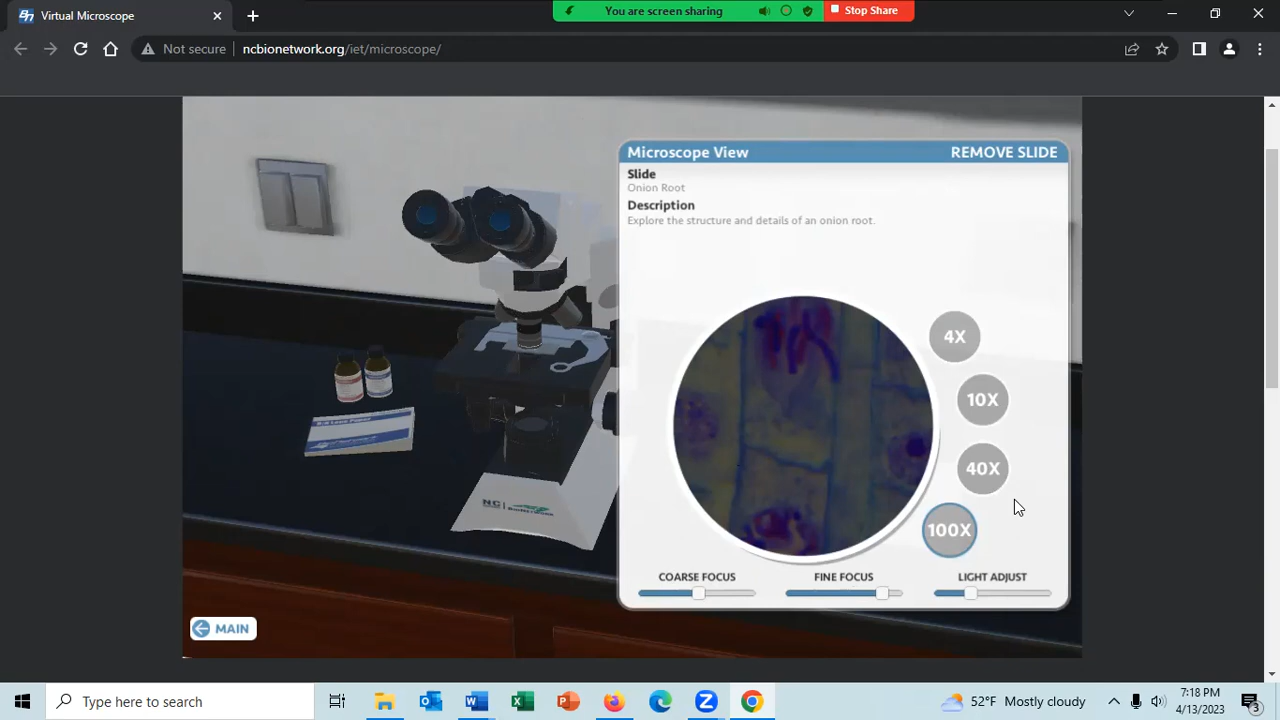 Virtual Microscope
You are screen sharing
Stop Share
Not secure
ncbionetwork.org/iet/microscope/
Microscope View
REMOVE SLIDE
Slide
Onion Root
Description
Explore the structure and details of an onion root.
4X
10X
40X
100X
NC
COARSE FOCUS
FINE FOCUS
LIGHT ADJUST
MAIN
Type here to search
52°F Mostly cloudy
7:18 PM
4/13/2023
3